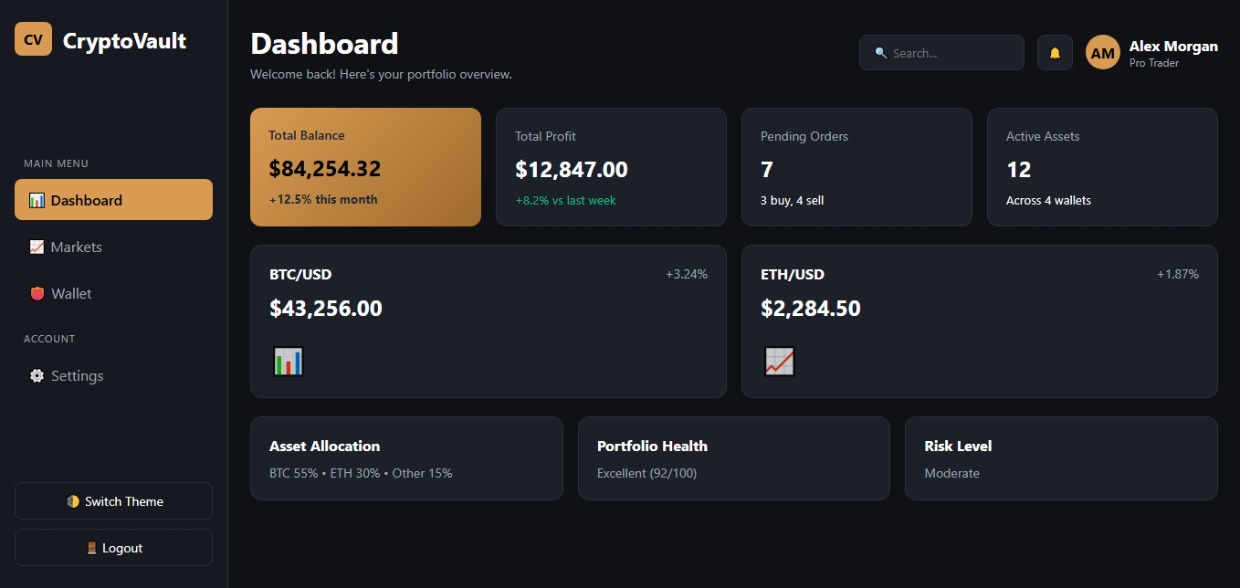 CV CryptoVault
MAIN MENU
Dashboard
Markets
Wallet
ACCOUNT
Settings
Switch Theme
Logout
Dashboard
Welcome back! Here's your portfolio overview.
Search...
AM
Alex Morgan
Pro Trader
Total Balance
$84,254.32
+12.5% this month
Total Profit
$12,847.00
+8.2% vs last week
Pending Orders
7
3 buy, 4 sell
Active Assets
12
Across 4 wallets
BTC/USD +3.24%
$43,256.00
ETH/USD +1.87%
$2,284.50
Asset Allocation
BTC 55% • ETH 30% • Other 15%
Portfolio Health
Excellent (92/100)
Risk Level
Moderate